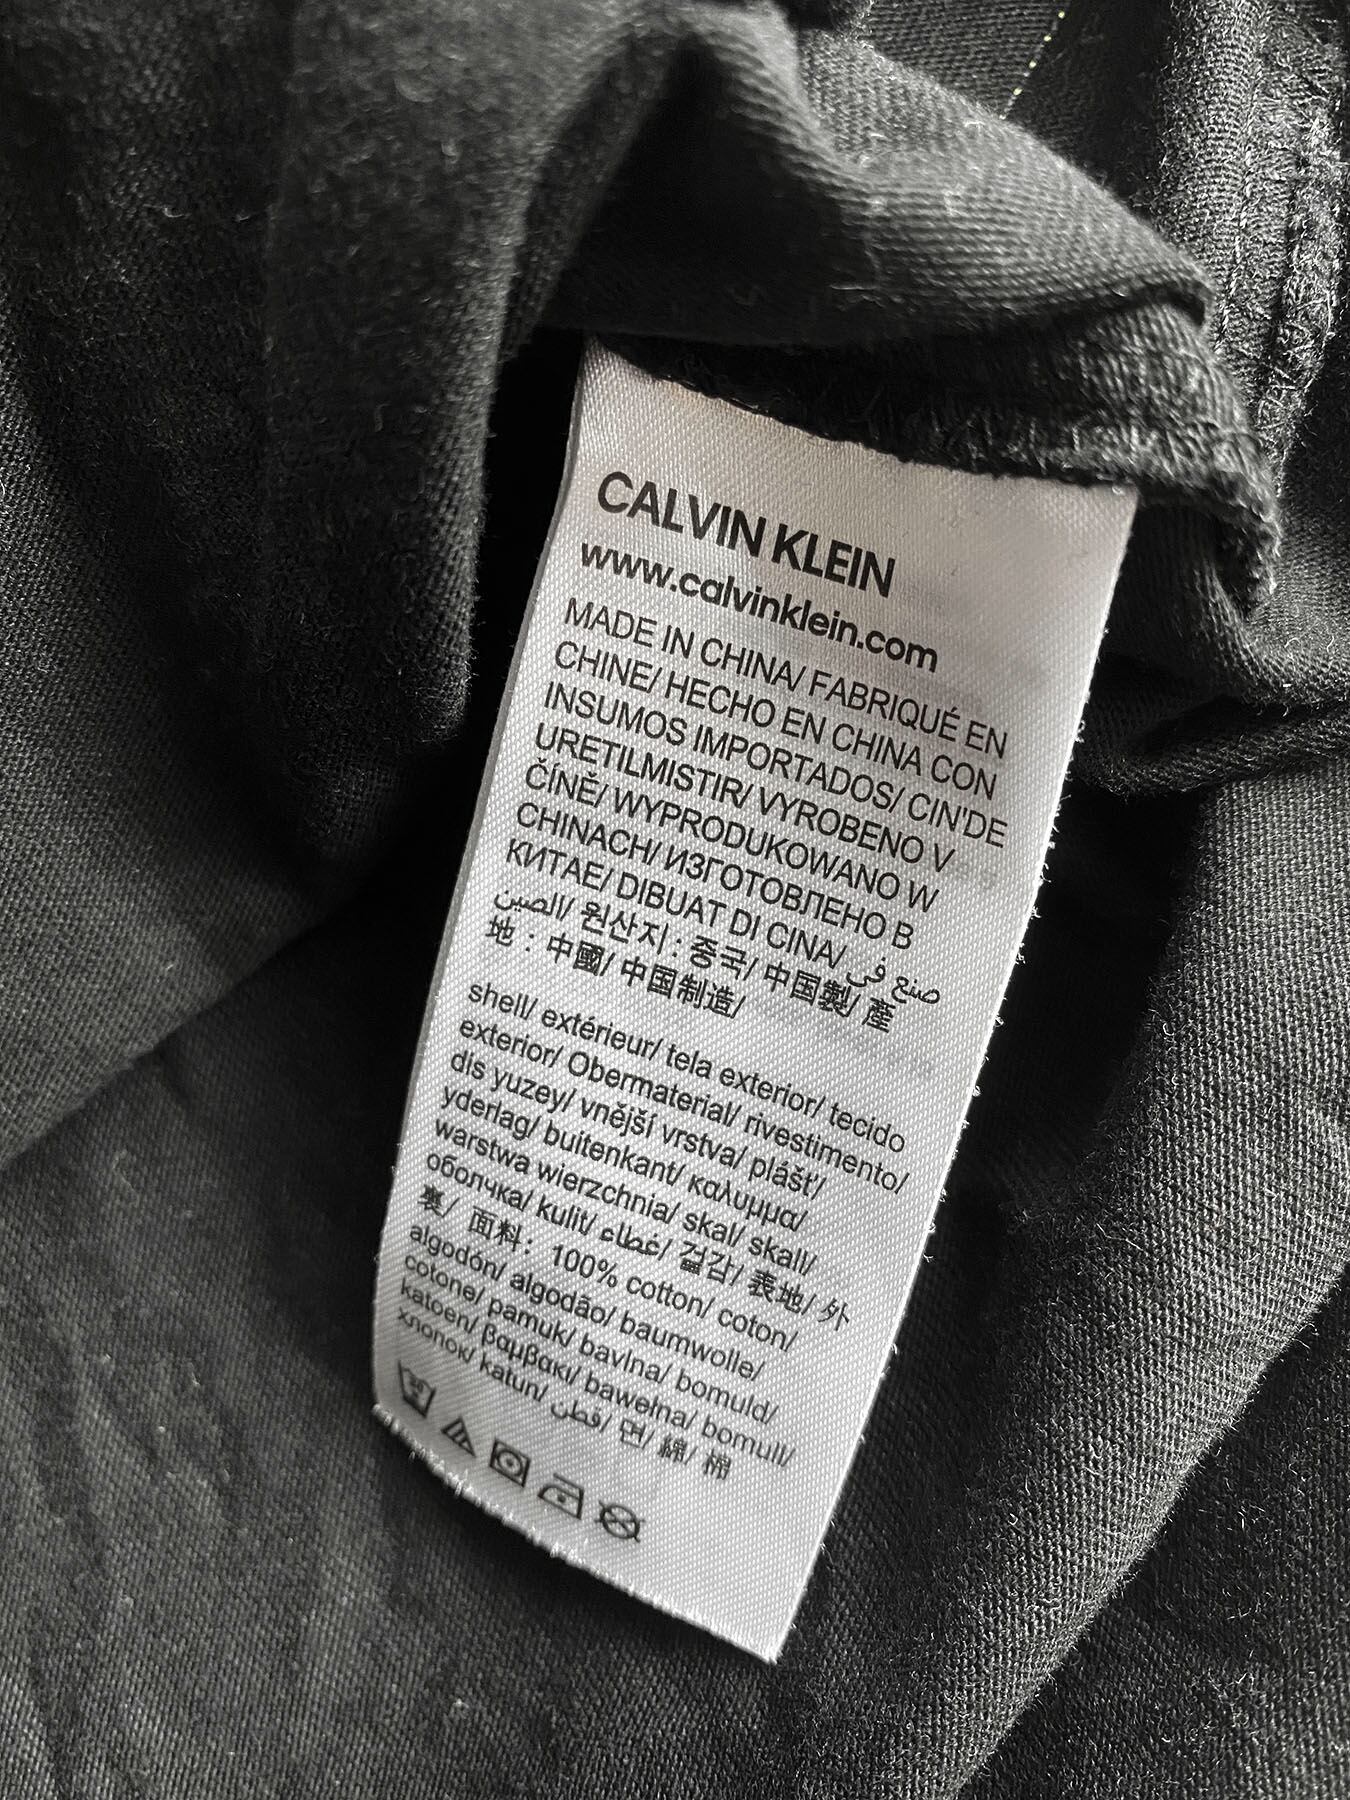 CALVIN KLEIN
www.calvinklein.com
MADE IN CHINA/ FABRIQUÉ EN
CHINE/ HECHO EN CHINA CON
INSUMOS IMPORTADOS/ CIN'DE
URETILMISTIR/ VYROBENO V
ČÍNĚ/ WYPRODUKOWANO W
CHINACH/ ИЗГОТОВЛЕНО В
КИТАЕ/ DIBUAT DI CINA/ صنع في
الصين/ 원산지 : 중국/ 中国製/ 產
地 : 中國/ 中国制造/
shell/ extérieur/ tela exterior/ tecido
exterior/ Obermaterial/ rivestimento/
dis yuzey/ vnější vrstva/ plášť/
yderlag/ buitenkant/ καλυμμα/
warstwa wierzchnia/ skal/ skall/
оболчка/ kulit/ غطاء/ 겉감/ 表地/ 外
裏/ 面料: 100% cotton/ coton/
algodón/ algodão/ baumwolle/
cotone/ pamuk/ bavlna/ bomuld/
katoen/ βαμβακι/ bawełna/ bomull/
хлопок/ katun/ قطن/ 면/ 綿/ 棉